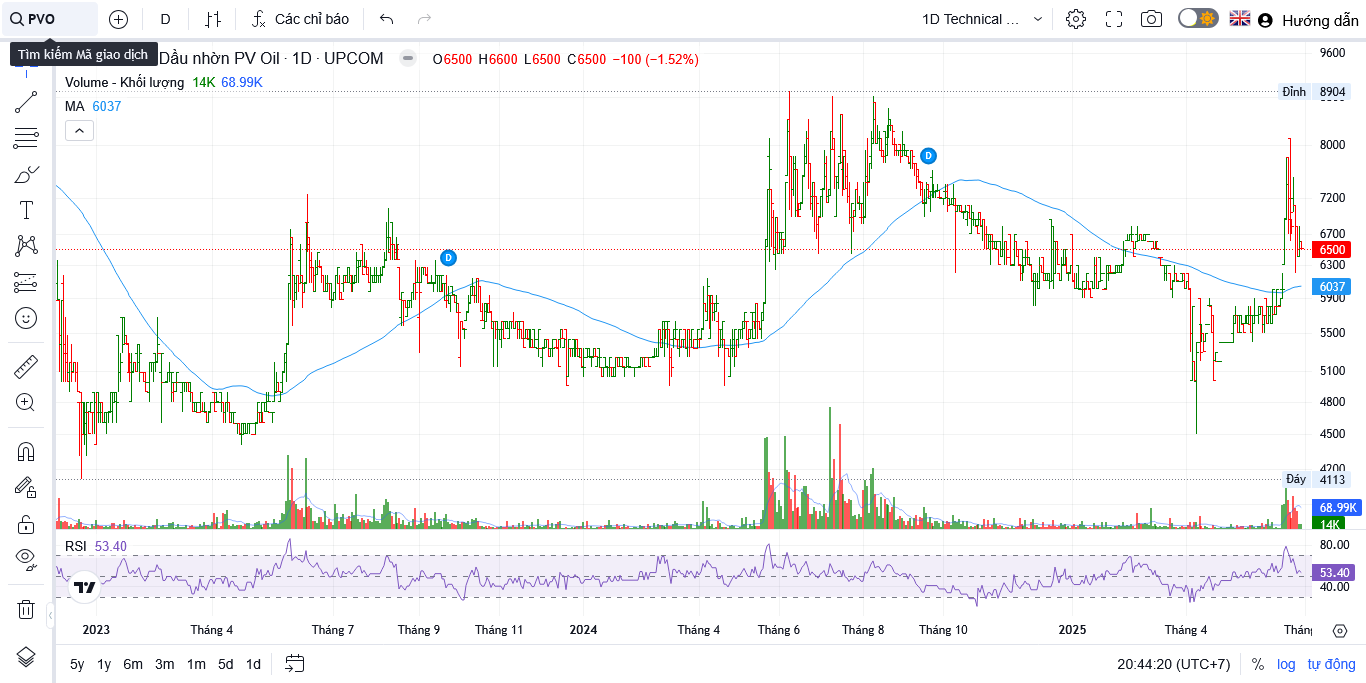 PVO
D
Các chỉ báo
1D Technical ...
Hướng dẫn
Tìm kiếm Mã giao dịch
Dầu nhờn PV Oil · 1D · UPCOM
O6500 H6600 L6500 C6500 −100 (−1.52%)
Volume - Khối lượng 14K 68.99K
MA 6037
9600
Đỉnh 8904
8000
7200
6700
6500
6300
6037
5900
5500
5100
4800
4500
4200
Đáy 4113
68.99K
14K
D
D
RSI 53.40
80.00
53.40
40.00
2023 Tháng 4 Tháng 7 Tháng 9 Tháng 11 2024 Tháng 4 Tháng 6 Tháng 8 Tháng 10 2025 Tháng 4 Thán
5y 1y 6m 3m 1m 5d 1d
20:44:20 (UTC+7) % log tự động